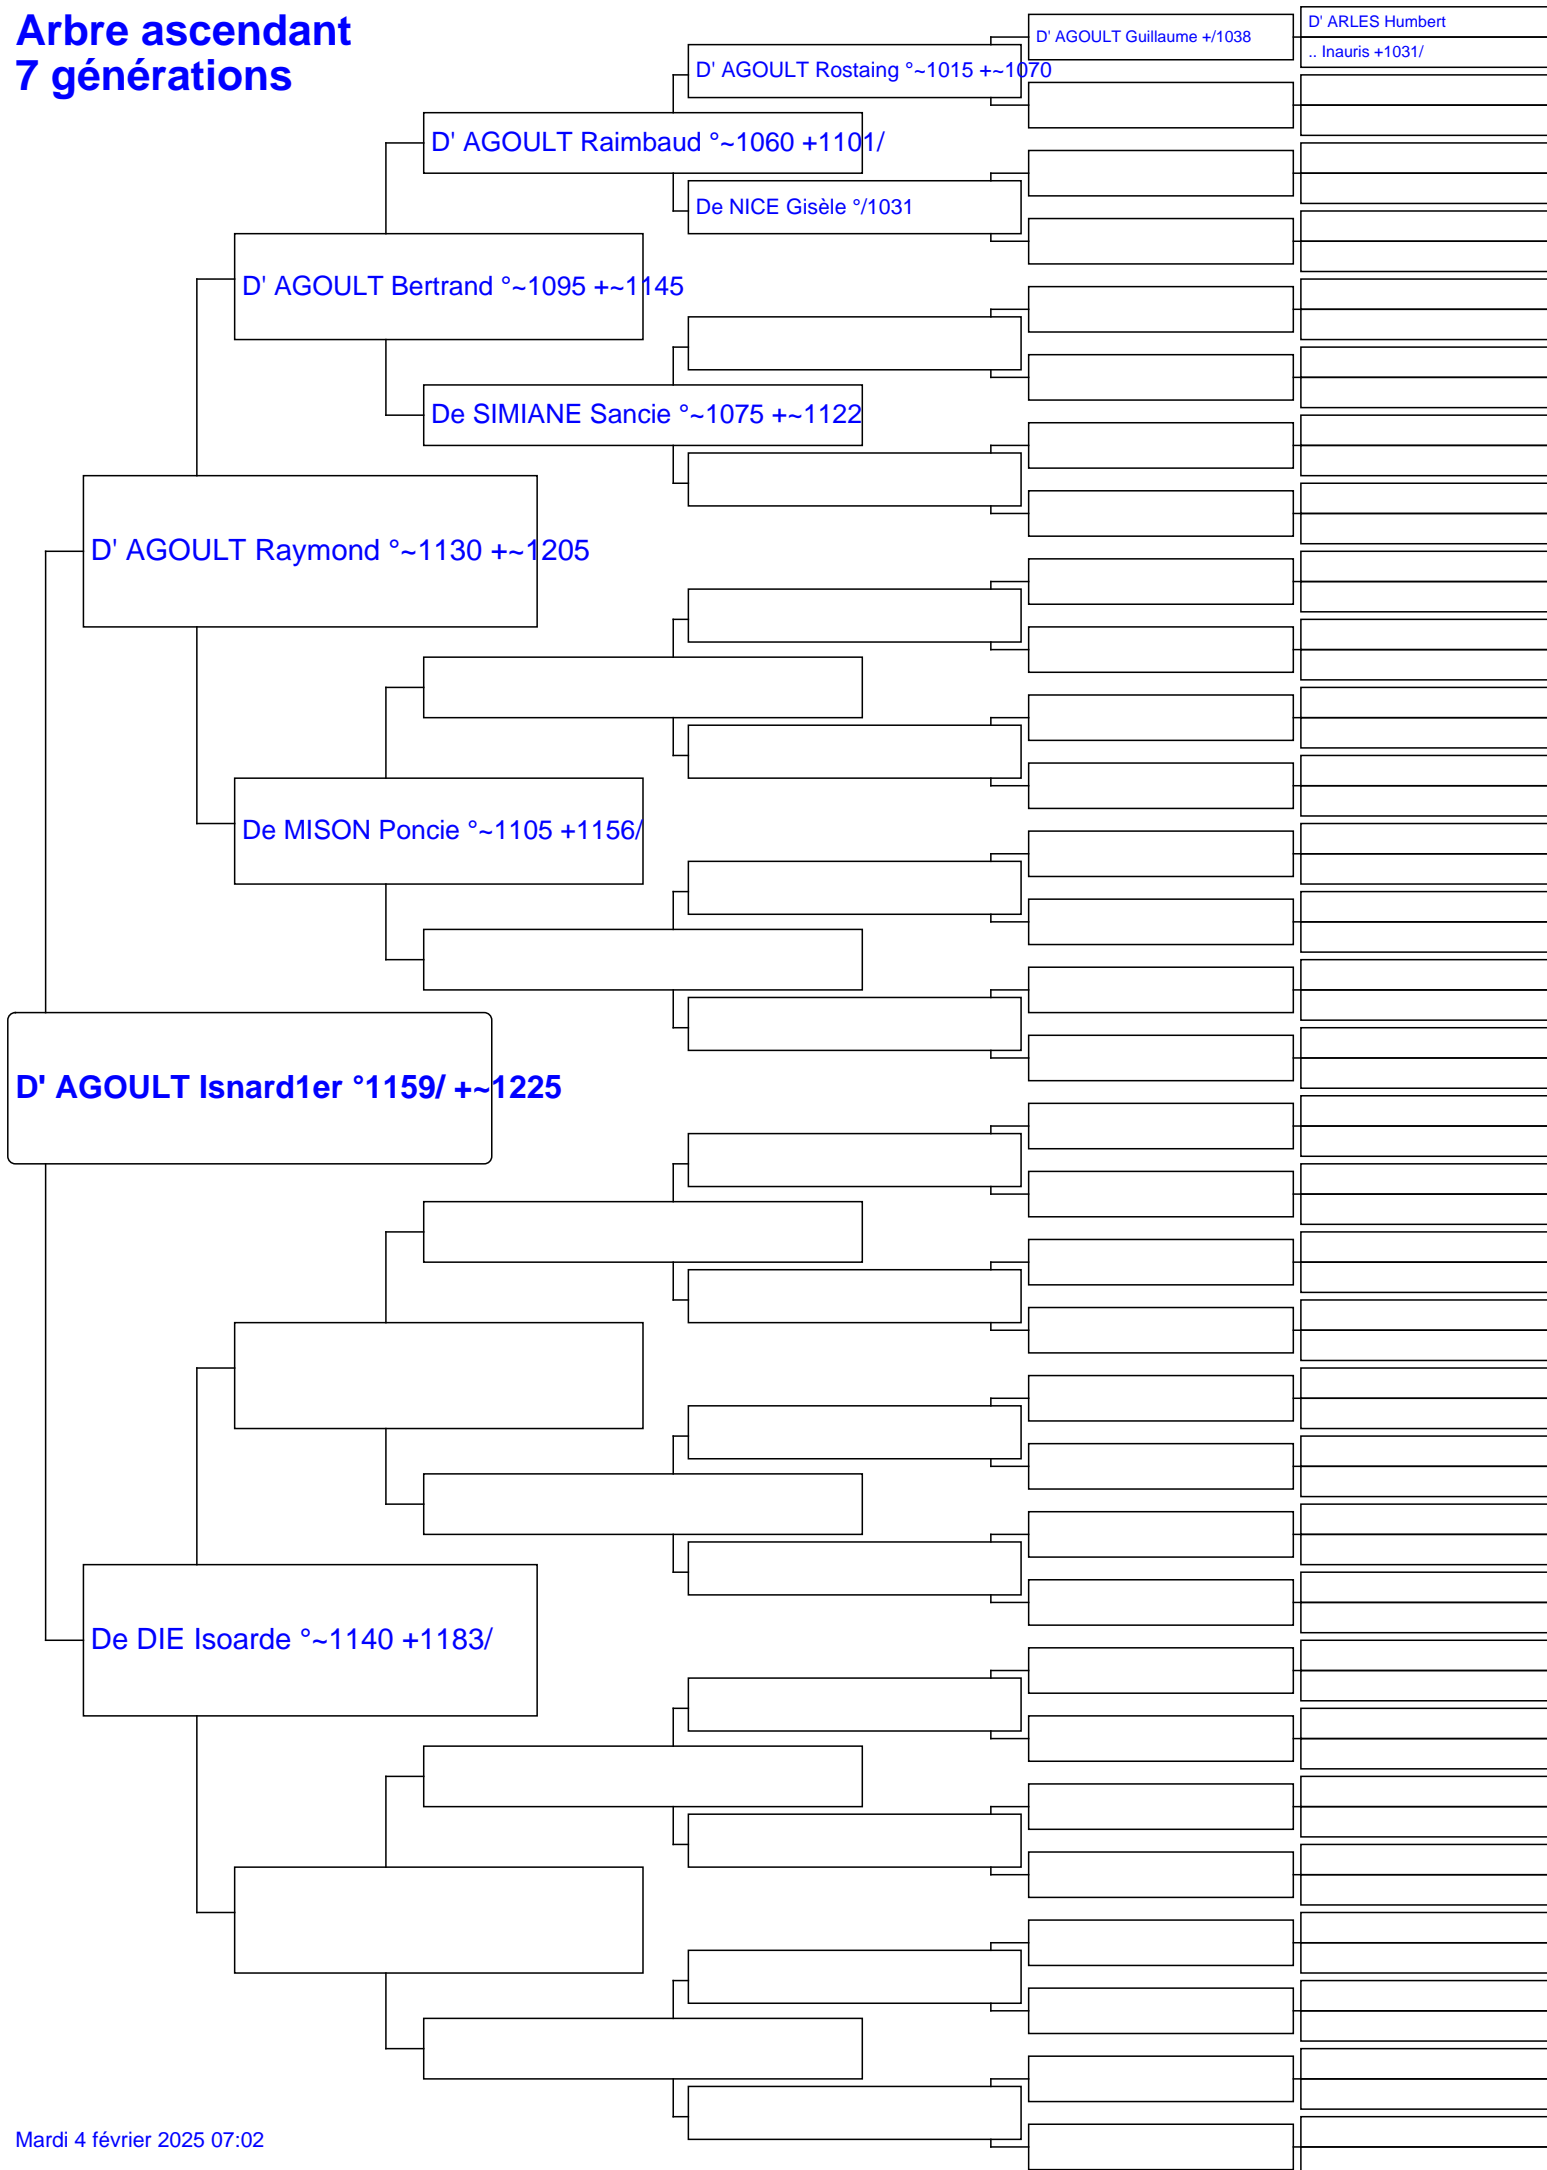 Arbre ascendant
7 générations
D' ARLES Humbert
D' AGOULT Guillaume +/1038
.. Inauris +1031/
D' AGOULT Rostaing °~1015 +~1070
D' AGOULT Raimbaud °~1060 +1101/
De NICE Gisèle °/1031
D' AGOULT Bertrand °~1095 +~1145
De SIMIANE Sancie °~1075 +~1122
D' AGOULT Raymond °~1130 +~1205
De MISON Poncie °~1105 +1156/
D' AGOULT Isnard1er °1159/ +~1225
De DIE Isoarde °~1140 +1183/
Mardi 4 février 2025 07:02